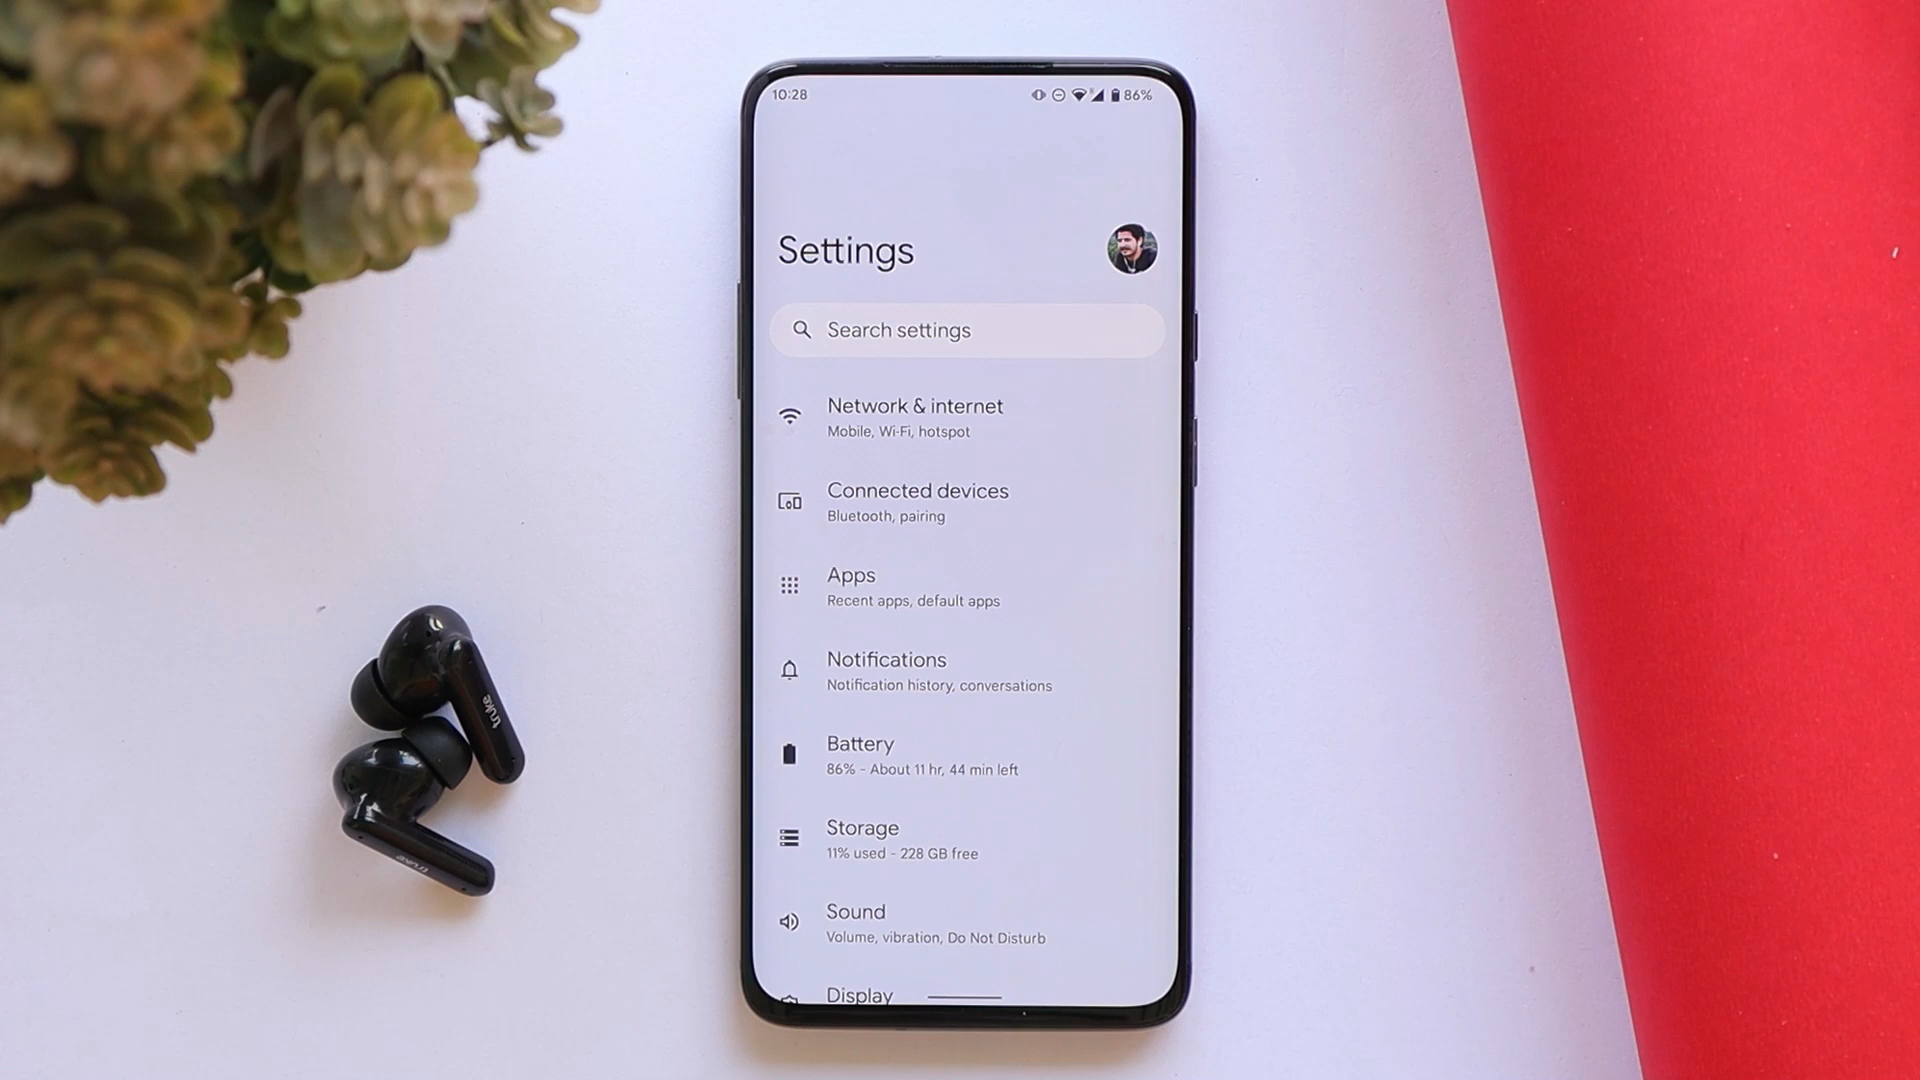 10:28
86%
Settings
Search settings
Network & internet
Mobile, Wi-Fi, hotspot
Connected devices
Bluetooth, pairing
Apps
Recent apps, default apps
Notifications
Notification history, conversations
Battery
86% - About 11 hr, 44 min left
Storage
11% used - 228 GB free
Sound
Volume, vibration, Do Not Disturb
Display
truke
truke